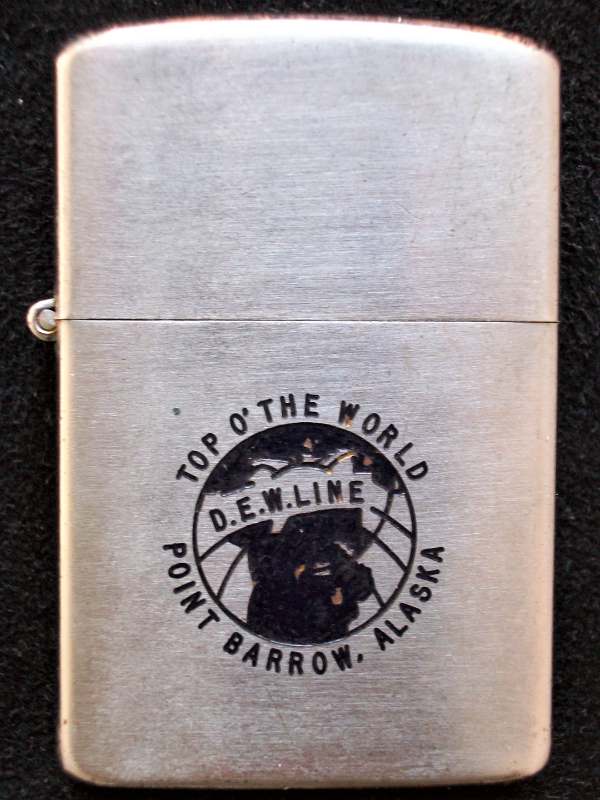 TOP O' THE WORLD
D.E.W. LINE
POINT BARROW, ALASKA